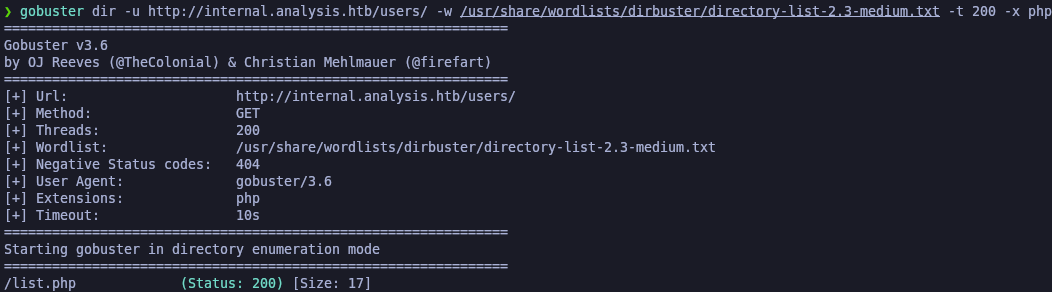 ❯ gobuster dir -u http://internal.analysis.htb/users/ -w /usr/share/wordlists/dirbuster/directory-list-2.3-medium.txt -t 200 -x php
===============================================================
Gobuster v3.6
by OJ Reeves (@TheColonial) & Christian Mehlmauer (@firefart)
===============================================================
[+] Url:                     http://internal.analysis.htb/users/
[+] Method:                  GET
[+] Threads:                 200
[+] Wordlist:                /usr/share/wordlists/dirbuster/directory-list-2.3-medium.txt
[+] Negative Status codes:   404
[+] User Agent:              gobuster/3.6
[+] Extensions:              php
[+] Timeout:                 10s
===============================================================
Starting gobuster in directory enumeration mode
===============================================================
/list.php             (Status: 200) [Size: 17]